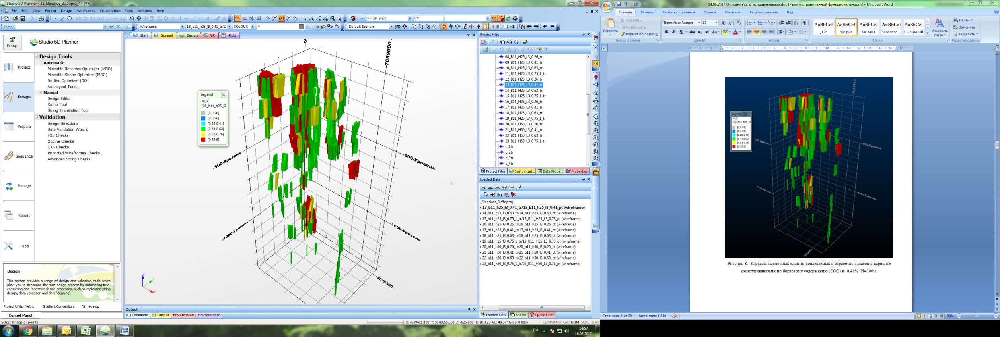 Studio 5D Planner - 32_Elanskoe_3.s5dproj * - [VR]
File Edit View Insert Format Data Design Wireframes Visualization Tools Window Help
Finish-Start 0d
!>>> Wireframe 13_b11_h25_l3_0.41_tr/1: COLOUR 0 Default Section
Setup
Studio 5D Planner
Project
Design
Prepare
Sequence
Manage
Report
Tools
Design Tools
Automatic
Mineable Reserves Optimizer (MRO)
Mineable Shape Optimizer (MSO)
Decline Optimizer (DO)
Autolayout Tools
Manual
Design Editor
Ramp Tool
String Translation Tool
Validation
Design Directions
Data Validation Wizard
FXS Checks
Outline Checks
CXS Checks
Imported Wireframes Checks
Advanced String Checks
Design
This section provides a range of design and validation tools which
allow you to streamline the mine design process by automating time-
consuming and repetitive design processes, such as replicated string
design, data validation and data 'cleaning'.
Project Units: Metric Gradient Convention: % +ve up
Control Panel
Select strings or points
Start Summit Design VR Plots
Legend
Ni_K
(08_b11_h25_l3
[0,0.26]
[0,0.26]
[0.26,0.41]
[0.41,0.63]
[0.63,0.75]
[0.75,5]
7659000
-500-Уровень
-500-Уровень
-1000-Уровень
-1000-Уровень
5678500
Z
Y
X
Output
Command Output EPS Crosstab EPS Sequence
Project Files
08_B11_H25_L3_0.26_tr
09_B11_H25_L3_0.41_tr
10_B11_H25_L3_0.63_tr
11_B11_H25_L3_0.75_1_tr
12_B11_H25_L3_0.26_tr
13_B11_H25_L3_0.41_tr
14_B11_H25_L3_0.63_tr
15_B11_H25_L3_0.75_1_tr
16_B11_H25_L3_0.26_tr
17_B11_H25_L3_0.41_tr
18_B11_H25_L3_0.63_tr
19_B11_H25_L3_0.75_1_tr
20_B11_H50_L3_0.26_tr
21_B11_H50_L3_0.41_tr
22_B11_H50_L3_0.63_tr
23_B11_H50_L3_0.75_1_tr
c_1tr
c_2tr
c_3tr
c_4tr
Project Files Customizat... Data Prope... Properties
Loaded Data
_Elanskoe_3.s5dproj
13_b11_h25_l3_0.41_tr/13_b11_h25_l3_0.41_pt (wireframe)
14_b11_h25_l3_0.63_tr/14_b11_h25_l3_0.63_pt (wireframe)
15_b11_h25_l3_0.75_1_tr/15_B11_H25_L3_0.75_pt (wireframe)
16_b11_h25_l3_0.26_tr/16_b11_h25_l3_0.26_pt (wireframe)
17_b11_h25_l3_0.41_tr/17_b11_h25_l3_0.41_pt (wireframe)
18_b11_h25_l3_0.63_tr/18_b11_h25_l3_0.63_pt (wireframe)
19_b11_h25_l3_0.75_1_tr/19_B11_H25_L3_0.75_pt (wireframe)
20_b11_h50_l3_0.26_tr/20_b11_h50_l3_0.26_pt (wireframe)
21_b11_h50_l3_0.41_tr/21_b11_h50_l3_0.41_pt (wireframe)
22_b11_h50_l3_0.63_tr/22_b11_h50_l3_0.63_pt (wireframe)
23_b11_h50_l3_0.75_1_tr/23_B11_H50_L3_0.75_pt (wireframe)
Loaded Data Sheets Quick Filter
X: 7659411.180 Y: 5678658.660 Z: -625.000 Dist: 3.23 Azi: 48.37° Grad: 0.00% COMMAND CAP NUM SCRL READ
RU 14:57
16.06.2017
14.06.2017 ОписаниеV2_с_исправлениями.doc [Режим ограниченной функциональности] - Microsoft Word
Главная Вставка Разметка страницы Ссылки Рассылки Рецензирование Вид
Вставить
Вырезать
Копировать
Формат по образцу
Буфер обмена
Times New Roman 12
Ж К Ч abc x₂ x² Aa
Шрифт
Абзац
AaBbCcI AaBbCcI AaBbCcI AaBbCcI AaBbCcI
_123 Заг.рис Заг.табл. Заголово... ¶ Обычный
Изменить стили
Стили
Найти
Заменить
Выделить
Редактирование
7659000
Legend
Ni_K
(08_b11_h25_l3
[0,0.26]
[0,0.26]
[0.26,0.41]
[0.41,0.63]
[0.63,0.75]
[0.75,5]
-500-Уровень
-500-Уровень
-1000-Уровень
-1000-Уровень
7659000
Рисунок 8. Каркасы выемочных единиц вовлекаемых в отработку запасов в варианте
оконтуривания их по бортовому содержанию (COG) в 0,41%. H=100м.
Страница: 8 из 20 Число слов: 1 840 90%